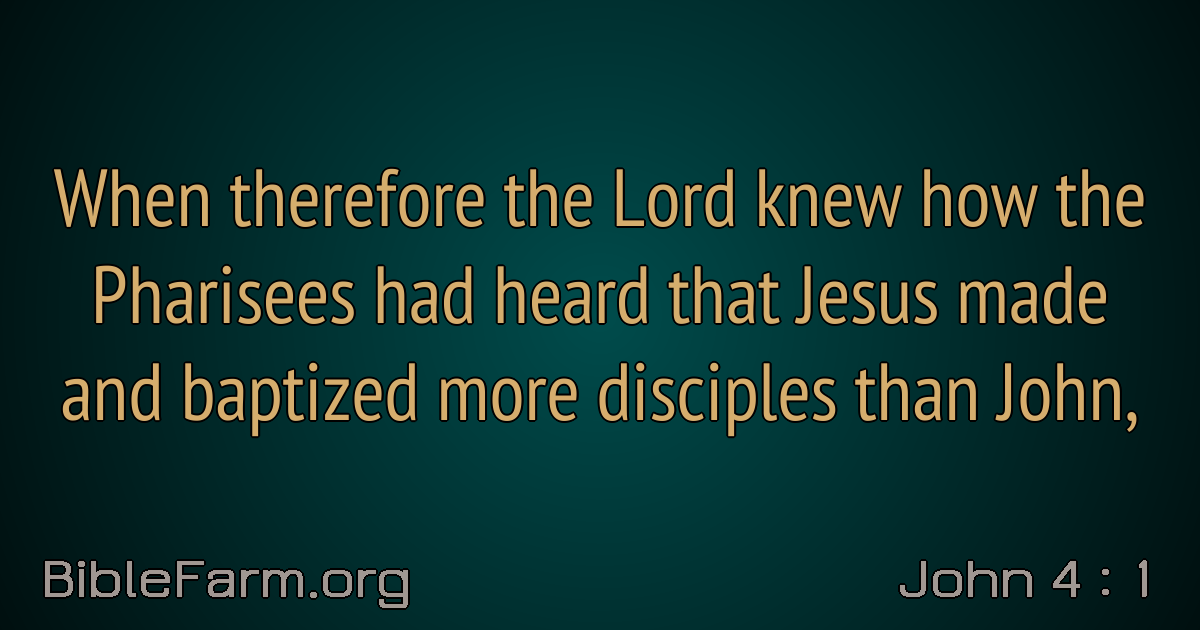 When therefore the Lord knew how the
Pharisees had heard that Jesus made
and baptized more disciples than John,
BibleFarm.org
John 4 : 1